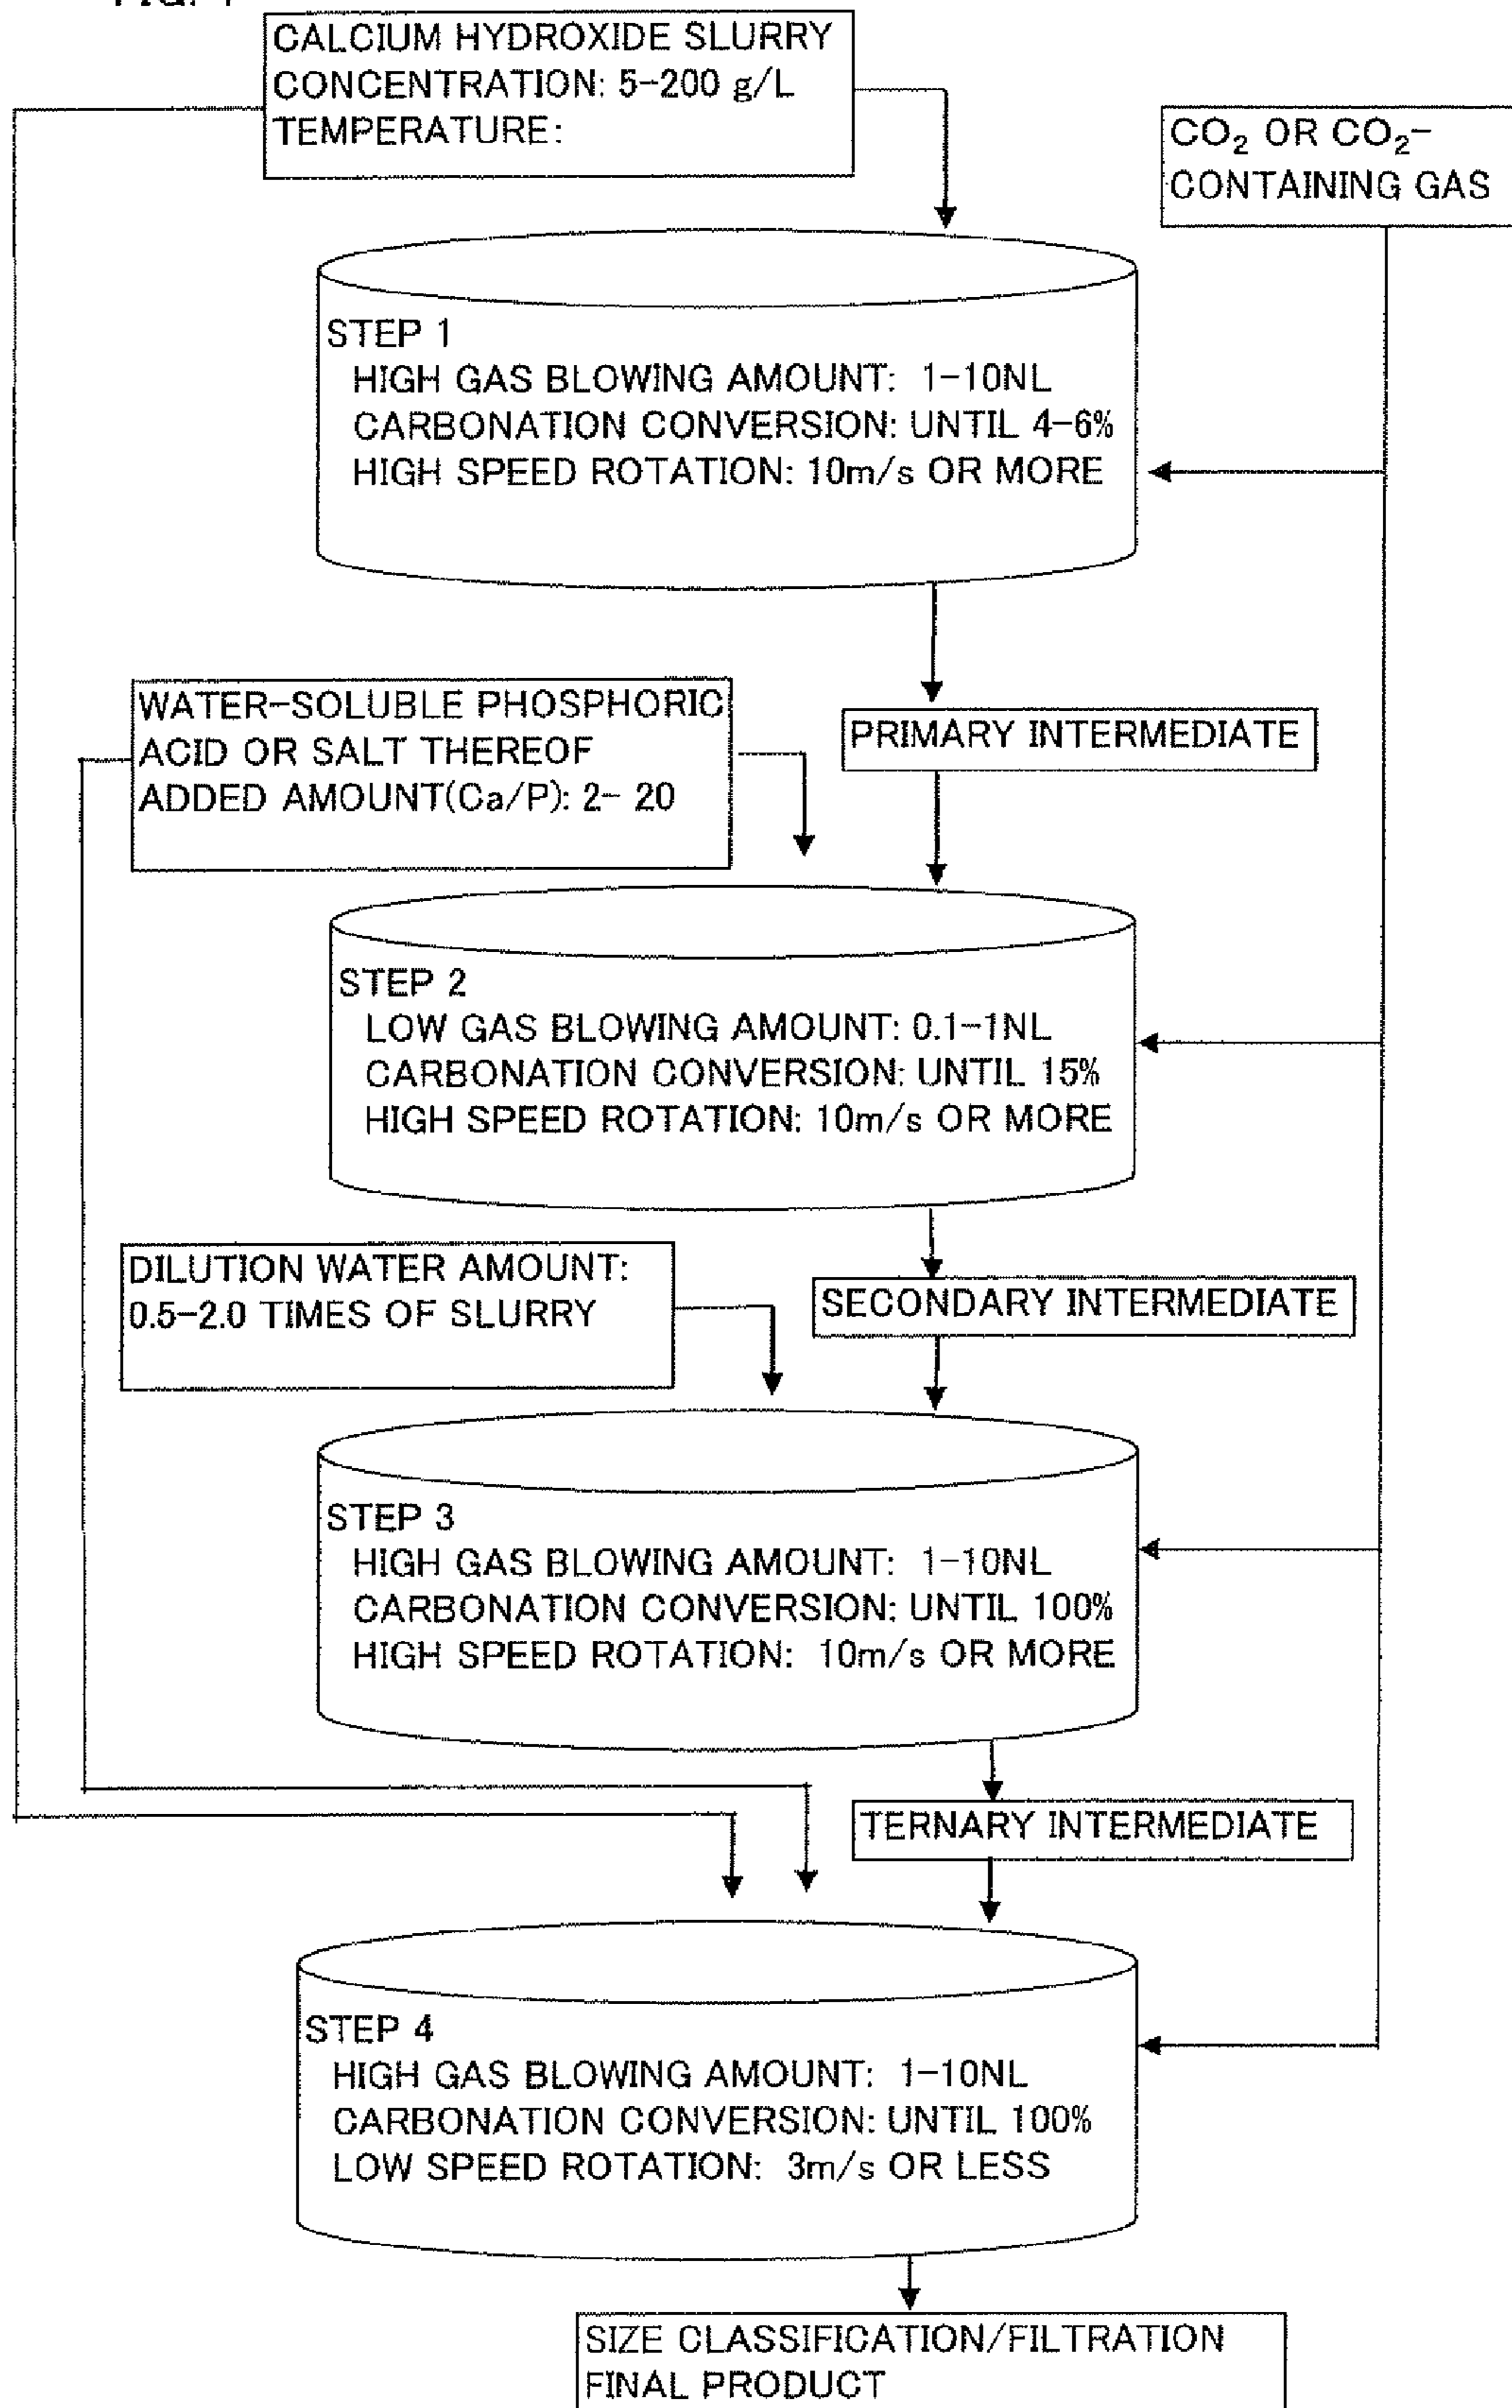 CALCIUM HYDROXIDE SLURRY
CONCENTRATION: 5-200 g/L
TEMPERATURE:
CO₂ OR CO₂-
CONTAINING GAS
STEP 1
HIGH GAS BLOWING AMOUNT: 1-10NL
CARBONATION CONVERSION: UNTIL 4-6%
HIGH SPEED ROTATION: 10m/s OR MORE
WATER-SOLUBLE PHOSPHORIC
ACID OR SALT THEREOF
ADDED AMOUNT(Ca/P): 2- 20
PRIMARY INTERMEDIATE
STEP 2
LOW GAS BLOWING AMOUNT: 0.1-1NL
CARBONATION CONVERSION: UNTIL 15%
HIGH SPEED ROTATION: 10m/s OR MORE
DILUTION WATER AMOUNT:
0.5-2.0 TIMES OF SLURRY
SECONDARY INTERMEDIATE
STEP 3
HIGH GAS BLOWING AMOUNT: 1-10NL
CARBONATION CONVERSION: UNTIL 100%
HIGH SPEED ROTATION: 10m/s OR MORE
TERNARY INTERMEDIATE
STEP 4
HIGH GAS BLOWING AMOUNT: 1-10NL
CARBONATION CONVERSION: UNTIL 100%
LOW SPEED ROTATION: 3m/s OR LESS
SIZE CLASSIFICATION/FILTRATION
FINAL PRODUCT